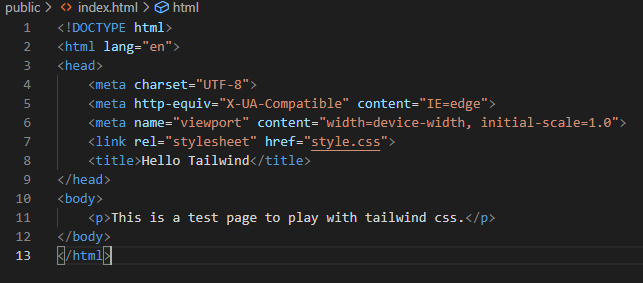 public > index.html > html
1 <!DOCTYPE html>
2 <html lang="en">
3 <head>
4     <meta charset="UTF-8">
5     <meta http-equiv="X-UA-Compatible" content="IE=edge">
6     <meta name="viewport" content="width=device-width, initial-scale=1.0">
7     <link rel="stylesheet" href="style.css">
8     <title>Hello Tailwind</title>
9 </head>
10 <body>
11     <p>This is a test page to play with tailwind css.</p>
12 </body>
13 </html>